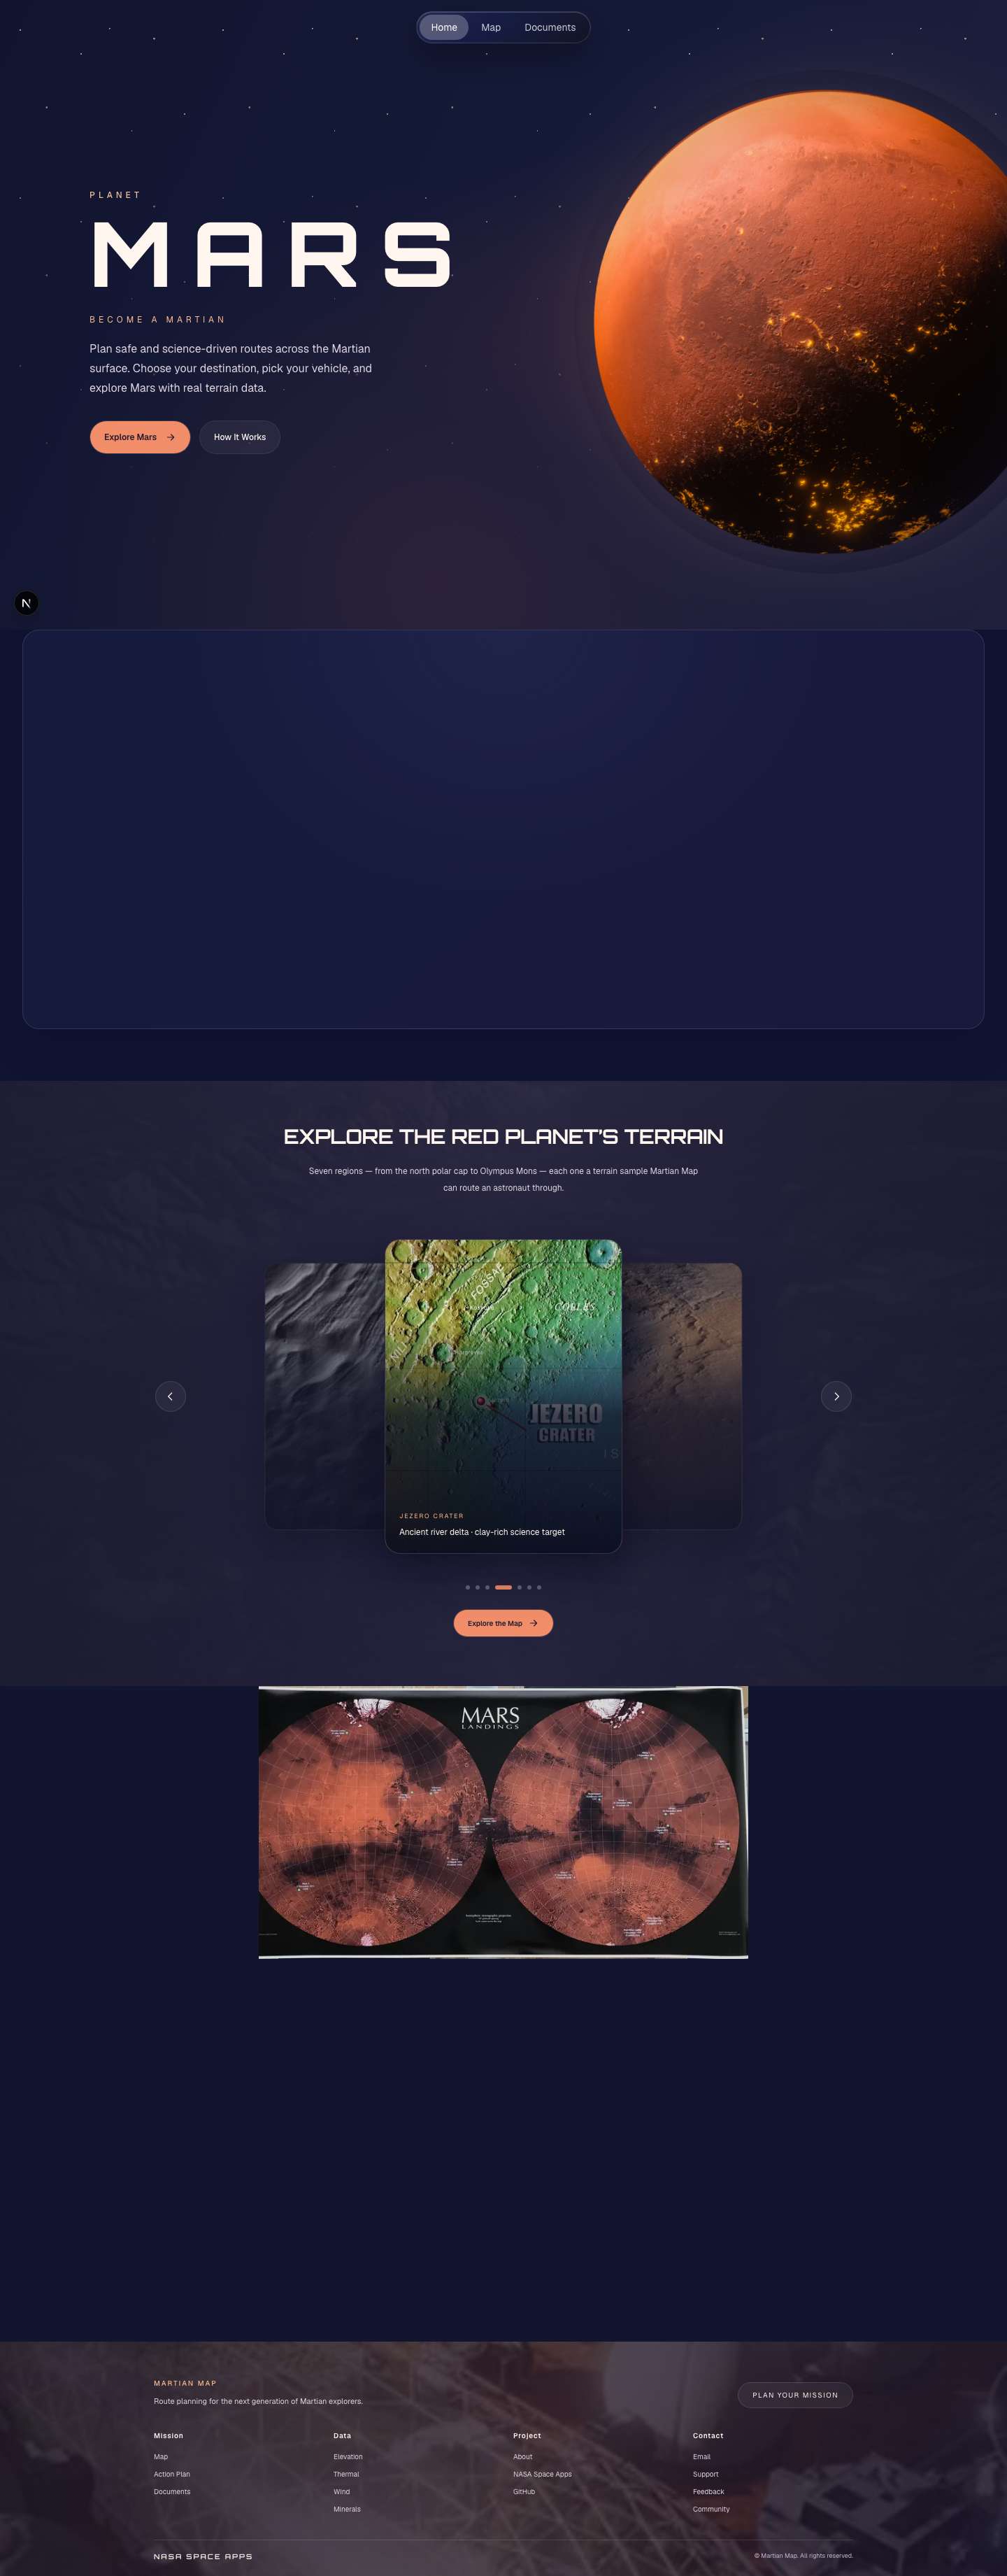 Home Map Documents
PLANET
MARS
BECOME A MARTIAN
Plan safe and science-driven routes across the Martian
surface. Choose your destination, pick your vehicle, and
explore Mars with real terrain data.
Explore Mars →
How It Works
N
EXPLORE THE RED PLANET'S TERRAIN
Seven regions — from the north polar cap to Olympus Mons — each one a terrain sample Martian Map
can route an astronaut through.
FOSSAE
NILI
JEZERO
CRATER
IS
JEZERO CRATER
Ancient river delta · clay-rich science target
Explore the Map →
MARS
LANDINGS
MARTIAN MAP
Route planning for the next generation of Martian explorers.
PLAN YOUR MISSION
Mission
Map
Action Plan
Documents
Data
Elevation
Thermal
Wind
Minerals
Project
About
NASA Space Apps
GitHub
Contact
Email
Support
Feedback
Community
NASA SPACE APPS
© Martian Map. All rights reserved.